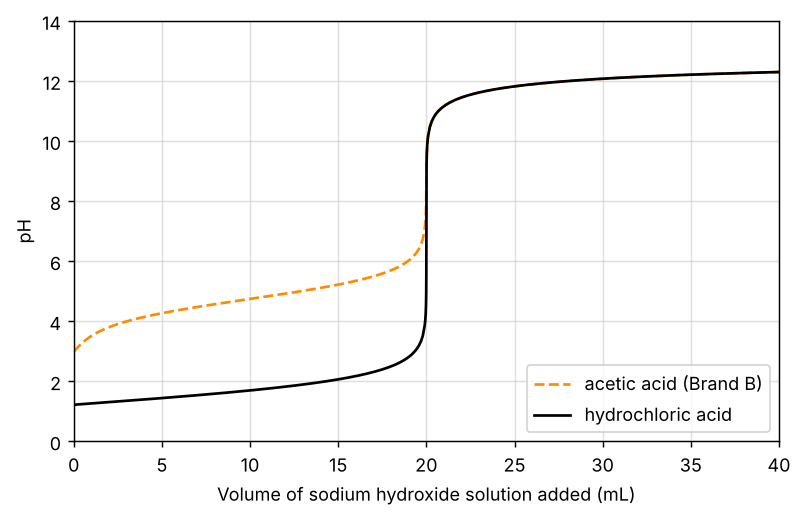 14
12
10
8
6
4
2
0
pH
0 5 10 15 20 25 30 35 40
Volume of sodium hydroxide solution added (mL)
acetic acid (Brand B)
hydrochloric acid